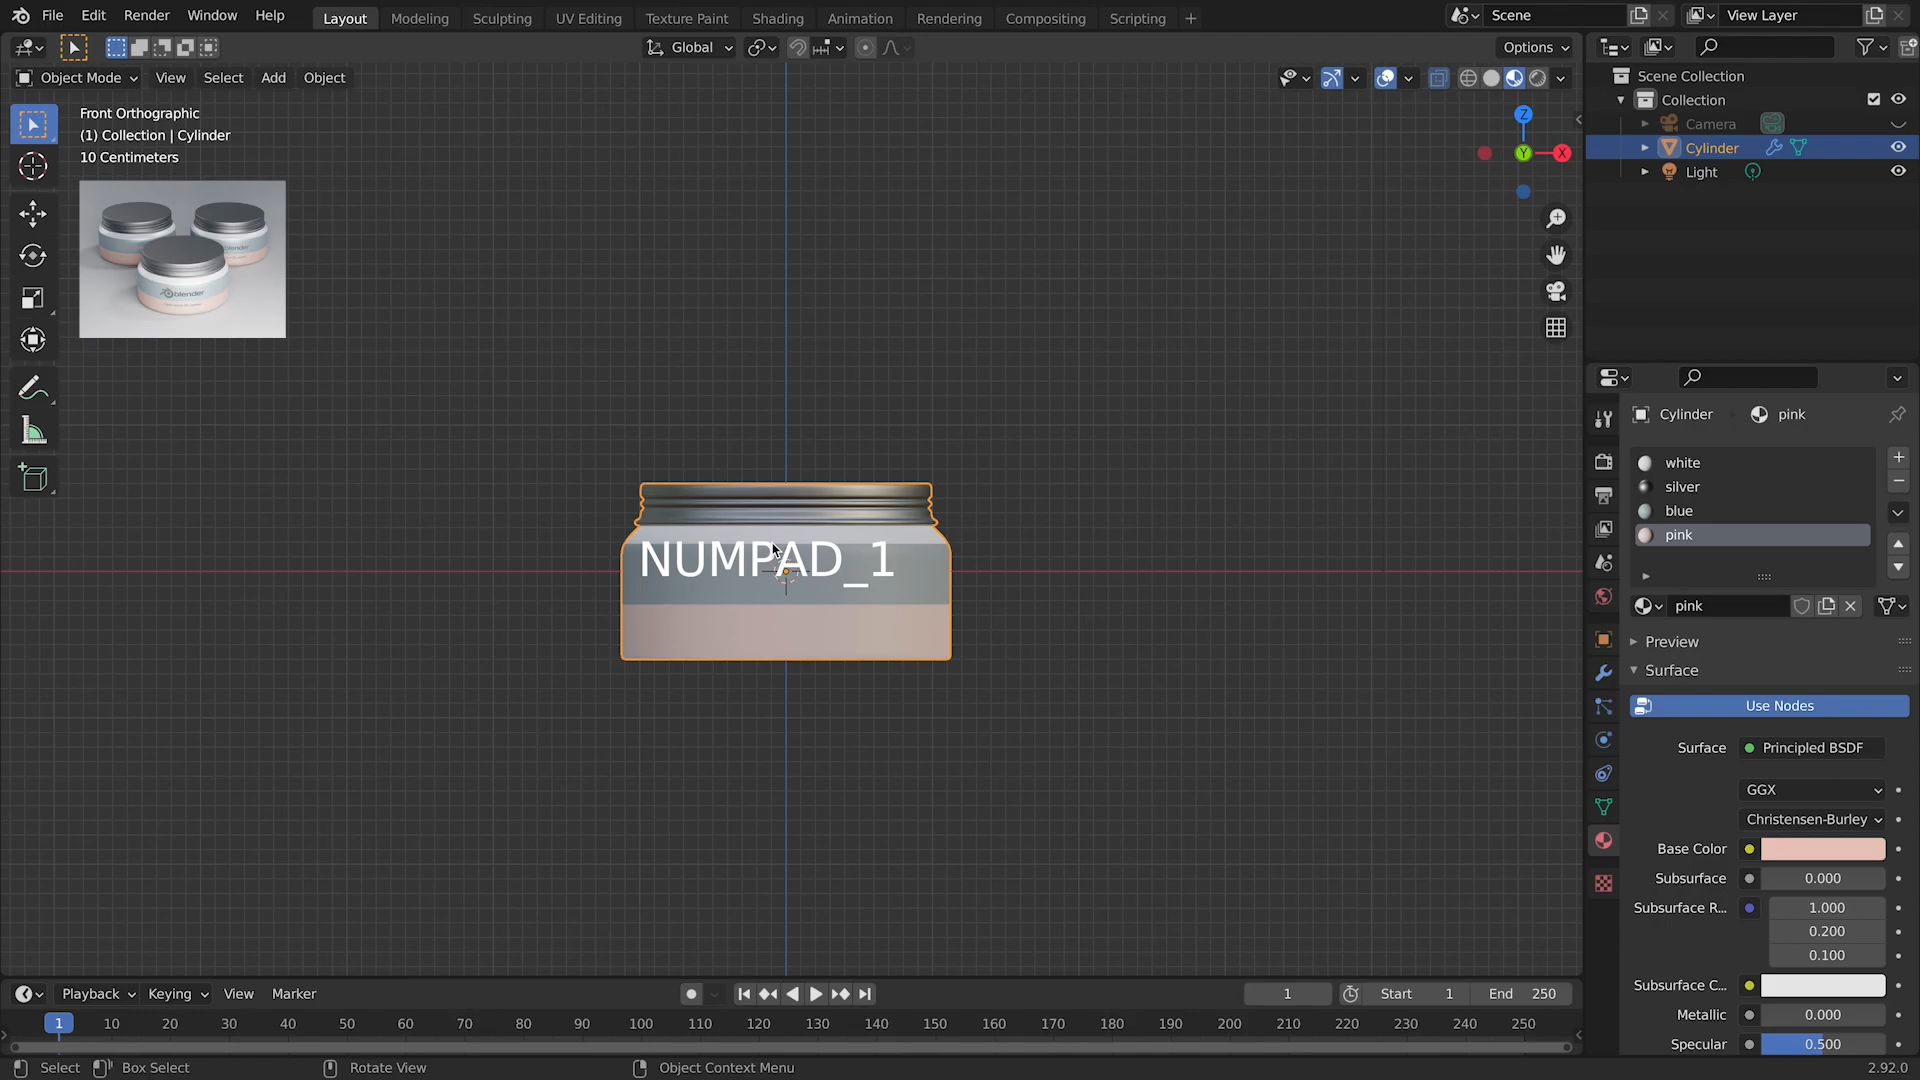 File Edit Render Window Help Layout Modeling Sculpting UV Editing Texture Paint Shading Animation Rendering Compositing Scripting + Scene View Layer
Global Options
Object Mode View Select Add Object
Front Orthographic
(1) Collection | Cylinder
10 Centimeters
blender
Z
Y
X
NUMPAD_1
Scene Collection
Collection
Camera
Cylinder
Light
Cylinder pink
white
silver
blue
pink
pink
Preview
Surface
Use Nodes
Surface Principled BSDF
GGX
Christensen-Burley
Base Color
Subsurface 0.000
Subsurface R... 1.000
0.200
0.100
Subsurface C...
Metallic 0.000
Specular 0.500
Playback Keying View Marker 1 Start 1 End 250
1 10 20 30 40 50 60 70 80 90 100 110 120 130 140 150 160 170 180 190 200 210 220 230 240 250
Select Box Select Rotate View Object Context Menu 2.92.0